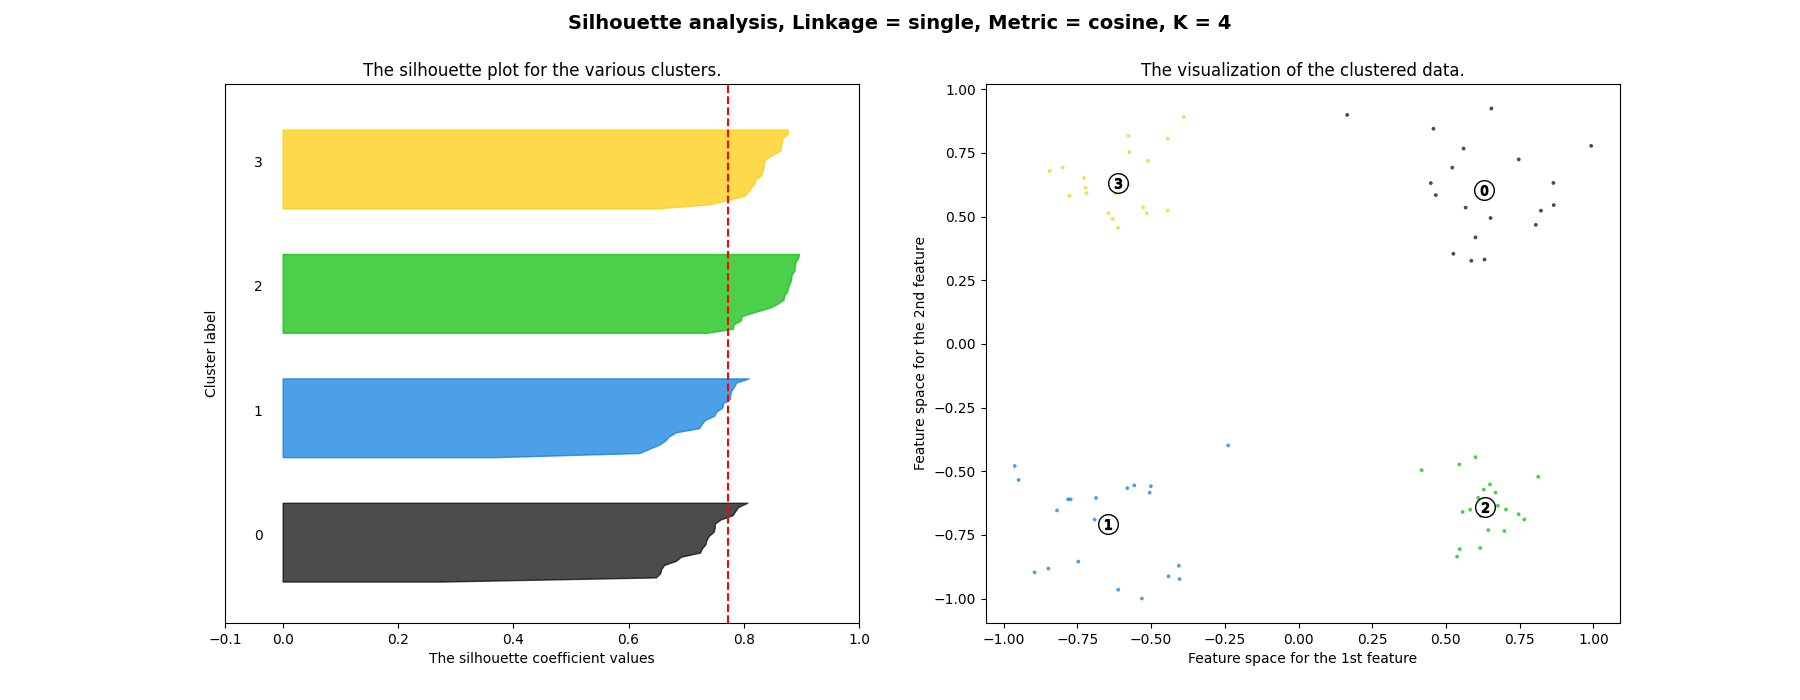 Silhouette analysis, Linkage = single, Metric = cosine, K = 4
The silhouette plot for the various clusters.
3
2
1
0
Cluster label
−0.1 0.0 0.2 0.4 0.6 0.8 1.0
The silhouette coefficient values
The visualization of the clustered data.
1.00
0.75
0.50
0.25
0.00
−0.25
−0.50
−0.75
−1.00
Feature space for the 2nd feature
3
0
2
1
−1.00 −0.75 −0.50 −0.25 0.00 0.25 0.50 0.75 1.00
Feature space for the 1st feature